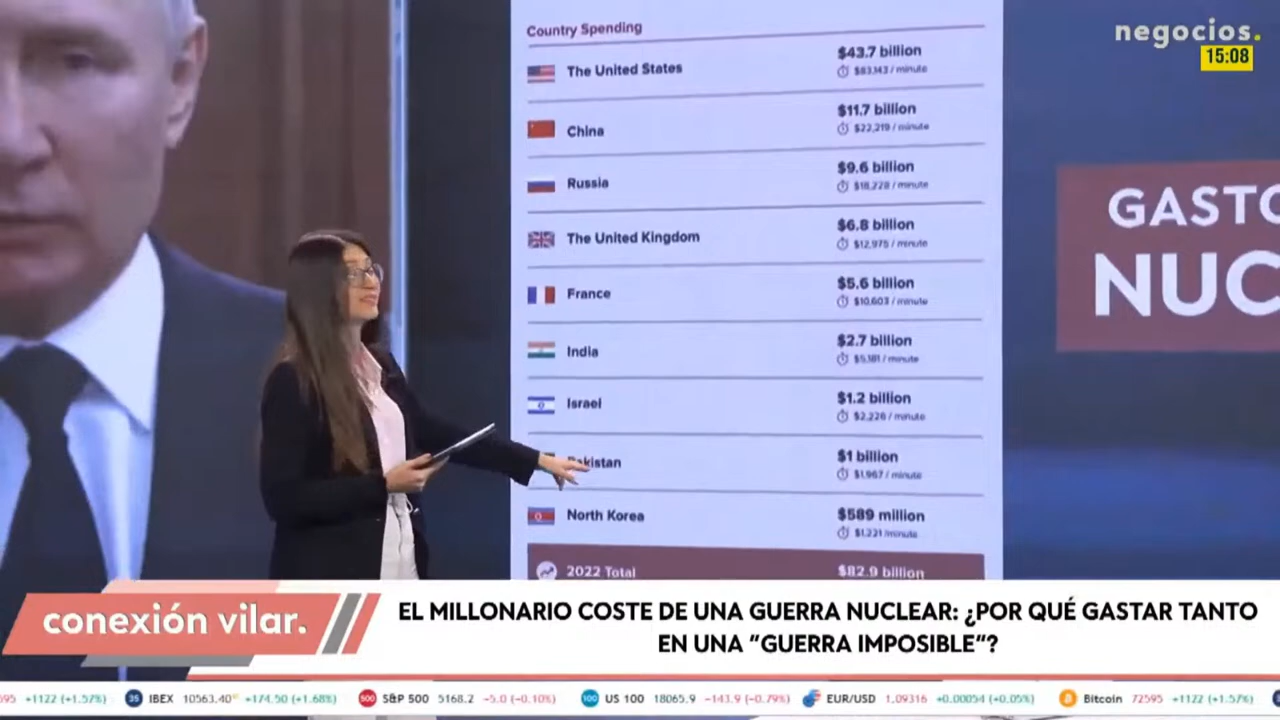 negocios.
15:08
Country Spending
The United States
$43.7 billion
$83,143 / minute
China
$11.7 billion
$22,219 / minute
Russia
$9.6 billion
$18,228 / minute
The United Kingdom
$6.8 billion
$12,975 / minute
France
$5.6 billion
$10,603 / minute
India
$2.7 billion
$5,181 / minute
Israel
$1.2 billion
$2,226 / minute
kistan
$1 billion
$1,967 / minute
North Korea
$589 million
$1,221 /minute
2022 Total
$82.9 billion
GASTO
NUC
conexión vilar.
EL MILLONARIO COSTE DE UNA GUERRA NUCLEAR: ¿POR QUÉ GASTAR TANTO
EN UNA "GUERRA IMPOSIBLE"?
595 +1122 (+1.57%) 35 IBEX 10563.40 +174.50 (+1.68%) 500 S&P 500 5168.2 -5.0 (-0.10%) 100 US 100 18065.9 -143.9 (-0.79%) EUR/USD 1,09316 +0.00054 (+0.05%) Bitcoin 72595 +1122 (+1.57%)